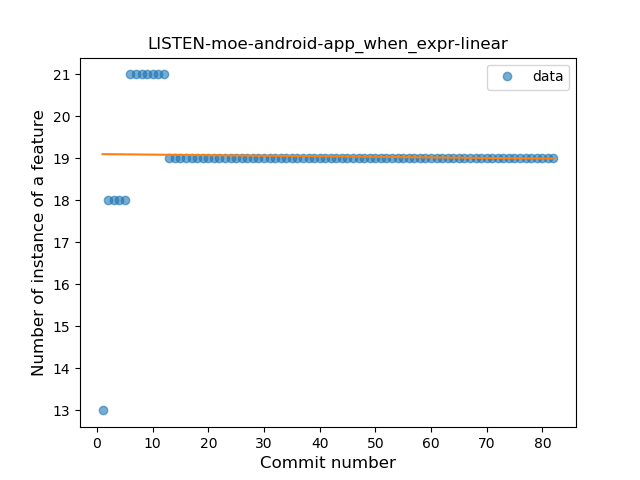 LISTEN-moe-android-app_when_expr-linear
data
Number of instance of a feature
21
20
19
18
17
16
15
14
13
0 10 20 30 40 50 60 70 80
Commit number